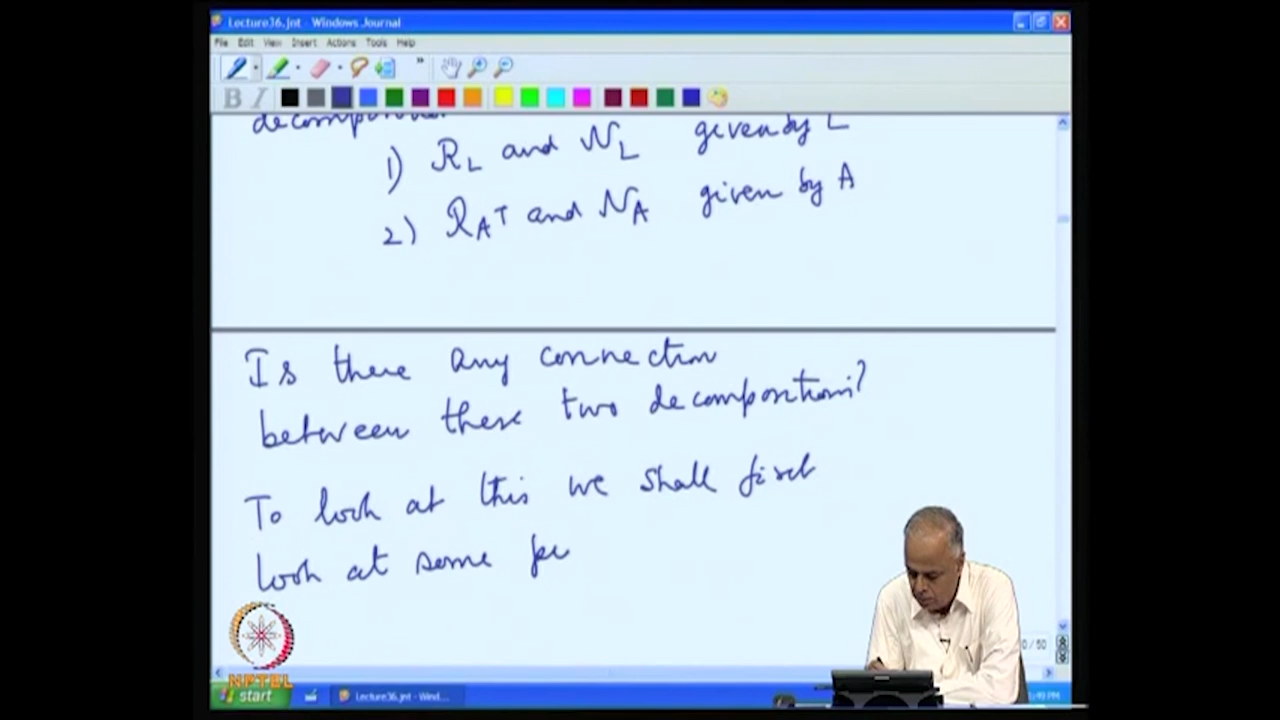 Lecture36.jnt - Windows Journal
File Edit View Insert Actions Tools Help
B I
1) R_L and N_L given by L
2) R_A^T and N_A given by A
Is there any connection
between these two decompositions?
To look at this we shall first
look at some
NPTEL
start Lecture36.jnt - Wind...